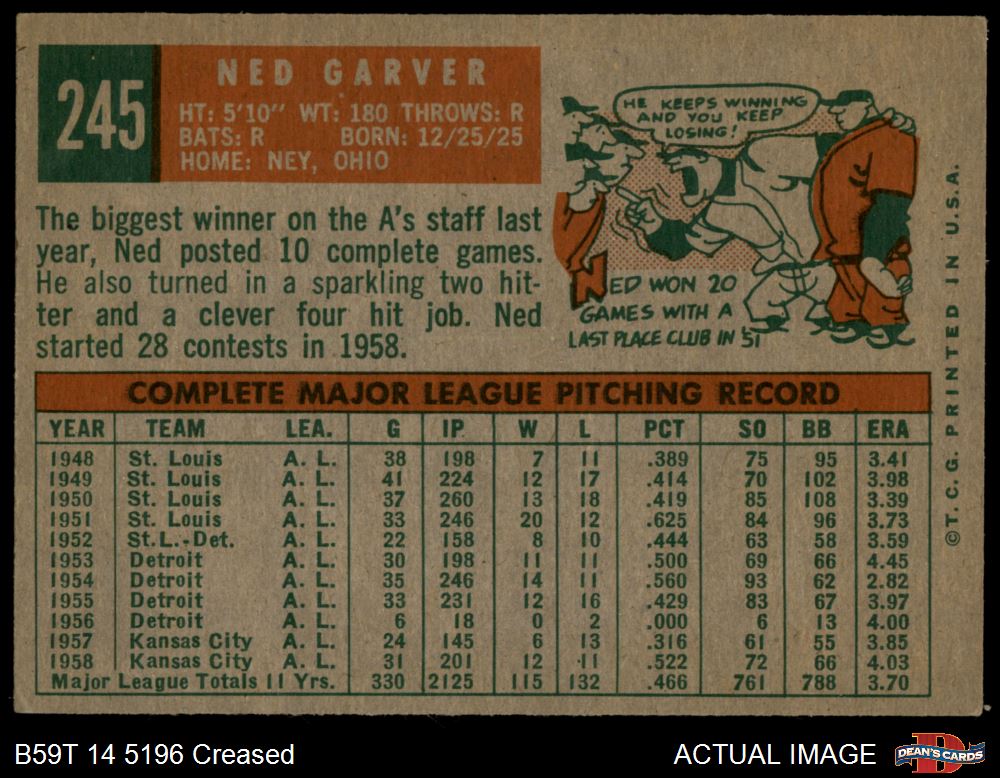 245
NED GARVER
HT: 5'10" WT: 180 THROWS: R
BATS: R BORN: 12/25/25
HOME: NEY, OHIO
The biggest winner on the A's staff last
year, Ned posted 10 complete games.
He also turned in a sparkling two hit-
ter and a clever four hit job. Ned
started 28 contests in 1958.
HE KEEPS WINNING
AND YOU KEEP
LOSING!
NED WON 20
GAMES WITH A
LAST PLACE CLUB IN '51
COMPLETE MAJOR LEAGUE PITCHING RECORD
YEAR TEAM LEA. G IP W L PCT SO BB ERA
1948 St. Louis A. L. 38 198 7 11 .389 75 95 3.41
1949 St. Louis A. L. 41 224 12 17 .414 70 102 3.98
1950 St. Louis A. L. 37 260 13 18 .419 85 108 3.39
1951 St. Louis A. L. 33 246 20 12 .625 84 96 3.73
1952 St.L.-Det. A. L. 22 158 8 10 .444 63 58 3.59
1953 Detroit A. L. 30 198 11 11 .500 69 66 4.45
1954 Detroit A. L. 35 246 14 11 .560 93 62 2.82
1955 Detroit A. L. 33 231 12 16 .429 83 67 3.97
1956 Detroit A. L. 6 18 0 2 .000 6 13 4.00
1957 Kansas City A. L. 24 145 6 13 .316 61 55 3.85
1958 Kansas City A. L. 31 201 12 11 .522 72 66 4.03
Major League Totals 11 Yrs. 330 2125 115 132 .466 761 788 3.70
©T. C. G. PRINTED IN U.S.A.
B59T 14 5196 Creased
ACTUAL IMAGE
DEAN'S CARDS